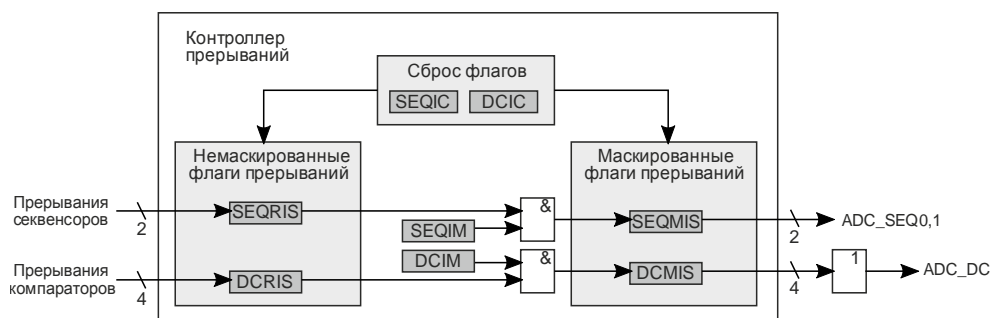 Контроллер
прерываний
Сброс флагов
SEQIC
DCIC
Немаскированные
флаги прерываний
Маскированные
флаги прерываний
Прерывания
секвенсоров
2
SEQRIS
SEQIM
&
SEQMIS
2
ADC_SEQ0,1
Прерывания
компараторов
4
DCRIS
DCIM
&
DCMIS
4
1
ADC_DC